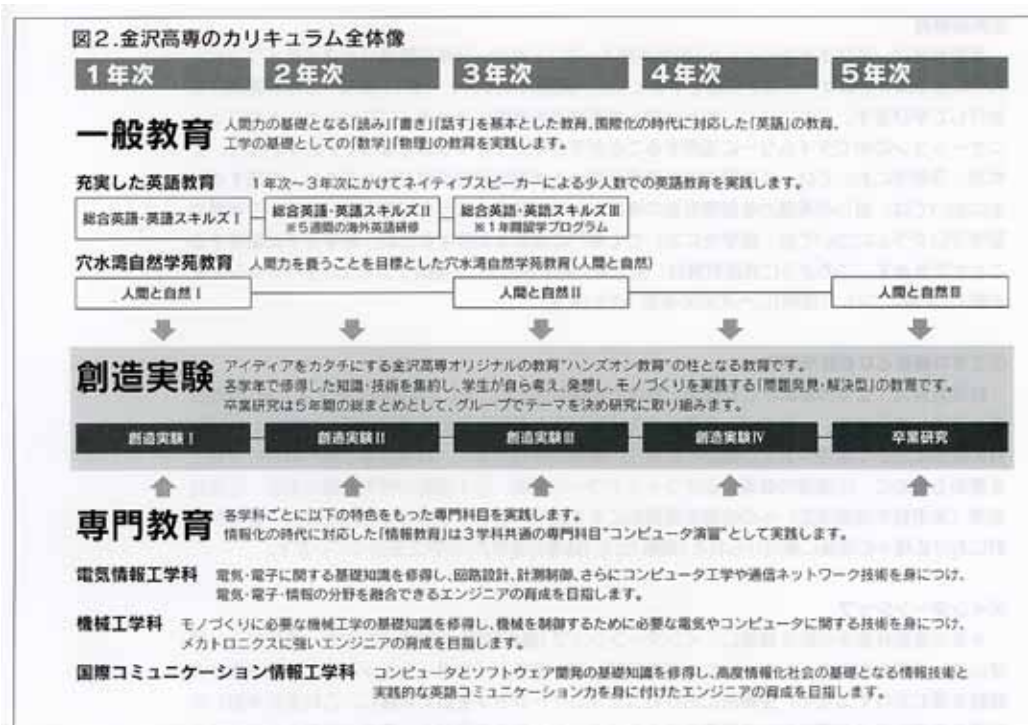 図2.金沢高専のカリキュラム全体像
1年次 2年次 3年次 4年次 5年次
一般教育 人間力の基礎となる「読み」「書き」「話す」を基本とした教育、国際化の時代に対応した「英語」の教育、
工学の基礎としての「数学」「物理」の教育を実践します。
充実した英語教育 1年次～3年次にかけてネイティブスピーカーによる少人数での英語教育を実践します。
総合英語・英語スキルズⅠ 総合英語・英語スキルズⅡ 総合英語・英語スキルズⅢ
※5週間の海外英語研修 ※1年間留学プログラム
穴水湾自然学苑教育 人間力を養うことを目標とした穴水湾自然学苑教育(人間と自然)
人間と自然Ⅰ 人間と自然Ⅱ 人間と自然Ⅲ
創造実験 アイディアをカタチにする金沢高専オリジナルの教育"ハンズオン教育"の柱となる教育です。
各学年で修得した知識・技術を集約し、学生が自ら考え、発想し、モノづくりを実践する「問題発見・解決型」の教育です。
卒業研究は5年間の総まとめとして、グループでテーマを決め研究に取り組みます。
創造実験Ⅰ 創造実験Ⅱ 創造実験Ⅲ 創造実験Ⅳ 卒業研究
専門教育 各学科ごとに以下の特色をもった専門科目を実践します。
情報化の時代に対応した「情報教育」は3学科共通の専門科目"コンピュータ演習"として実践します。
電気情報工学科 電気・電子に関する基礎知識を修得し、回路設計、計測制御、さらにコンピュータ工学や通信ネットワーク技術を身につけ、
電気・電子・情報の分野を融合できるエンジニアの育成を目指します。
機械工学科 モノづくりに必要な機械工学の基礎知識を修得し、機械を制御するために必要な電気やコンピュータに関する技術を身につけ、
メカトロニクスに強いエンジニアの育成を目指します。
国際コミュニケーション情報工学科 コンピュータとソフトウェア開発の基礎知識を修得し、高度情報化社会の基礎となる情報技術と
実践的な英語コミュニケーション力を身に付けたエンジニアの育成を目指します。